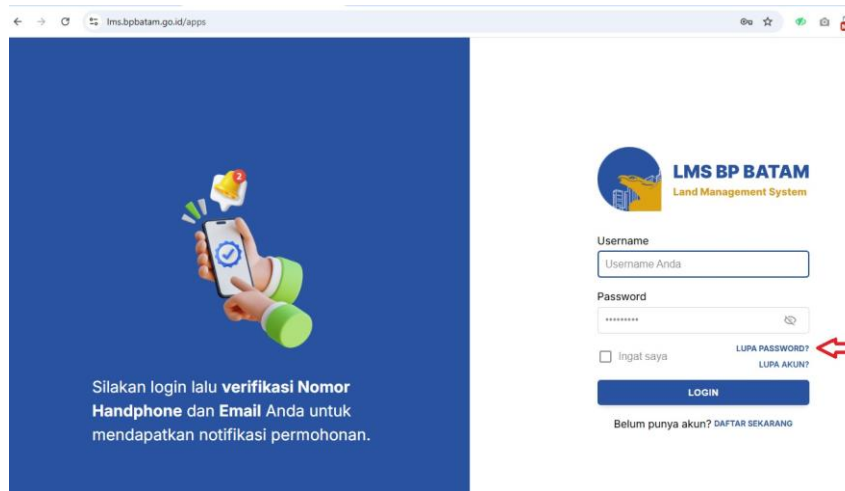 lms.bpbatam.go.id/apps
2
Silakan login lalu verifikasi Nomor
Handphone dan Email Anda untuk
mendapatkan notifikasi permohonan.
LMS BP BATAM
Land Management System
Username
Username Anda
Password
Ingat saya
LUPA PASSWORD?
LUPA AKUN?
LOGIN
Belum punya akun? DAFTAR SEKARANG